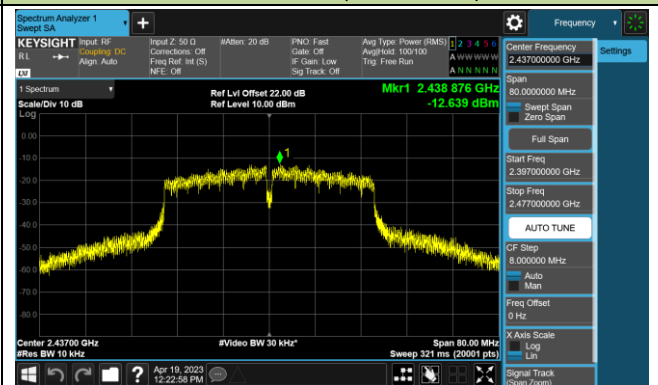 Spectrum Analyzer 1
Swept SA
+
Frequency
KEYSIGHT
RL
LXI
Input: RF
Coupling: DC
Align: Auto
Input Z: 50 Ω
Corrections: Off
Freq Ref: Int (S)
NFE: Off
#Atten: 20 dB
PNO: Fast
Gate: Off
IF Gain: Low
Sig Track: Off
Avg Type: Power (RMS)
Avg|Hold: 100/100
Trig: Free Run
1 2 3 4 5 6
A W W W W W
A N N N N N
Center Frequency
2.437000000 GHz
Settings
Span
80.0000000 MHz
Swept Span
Zero Span
Full Span
Start Freq
2.397000000 GHz
Stop Freq
2.477000000 GHz
AUTO TUNE
CF Step
8.000000 MHz
Auto
Man
Freq Offset
0 Hz
X Axis Scale
Log
Lin
Signal Track
(Span Zoom)
1 Spectrum
Scale/Div 10 dB
Log
Ref Lvl Offset 22.00 dB
Ref Level 10.00 dBm
Mkr1 2.438 876 GHz
-12.639 dBm
1
0.00
-10.0
-20.0
-30.0
-40.0
-50.0
-60.0
-70.0
-80.0
Center 2.43700 GHz
#Res BW 10 kHz
#Video BW 30 kHz*
Span 80.00 MHz
Sweep 321 ms (20001 pts)
?
Apr 19, 2023
12:22:58 PM